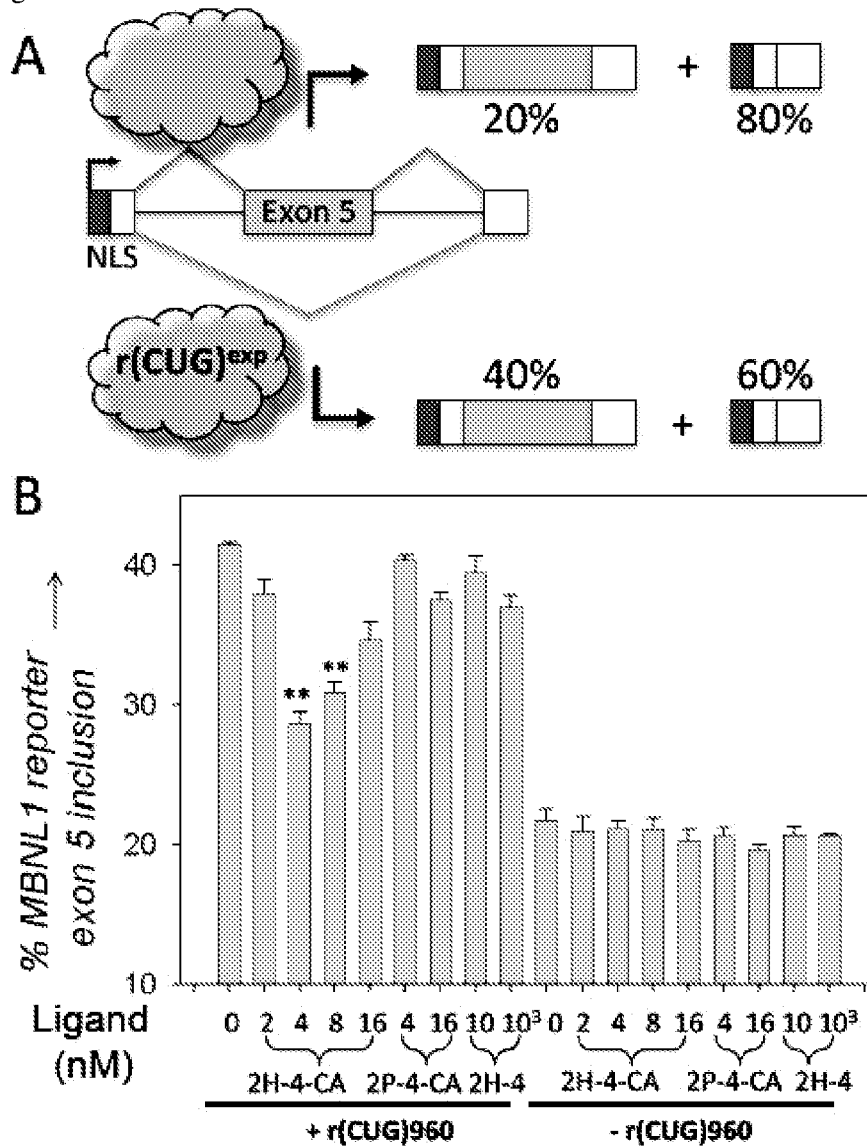 A
20% + 80%
Exon 5
NLS
r(CUG)exp
40% + 60%
B
% MBNL1 reporter
exon 5 inclusion
40
30
20
10
** **
Ligand
(nM)
0 2 4 8 16 4 16 10 10³ 0 2 4 8 16 4 16 10 10³
2H-4-CA 2P-4-CA 2H-4 2H-4-CA 2P-4-CA 2H-4
+ r(CUG)960 - r(CUG)960